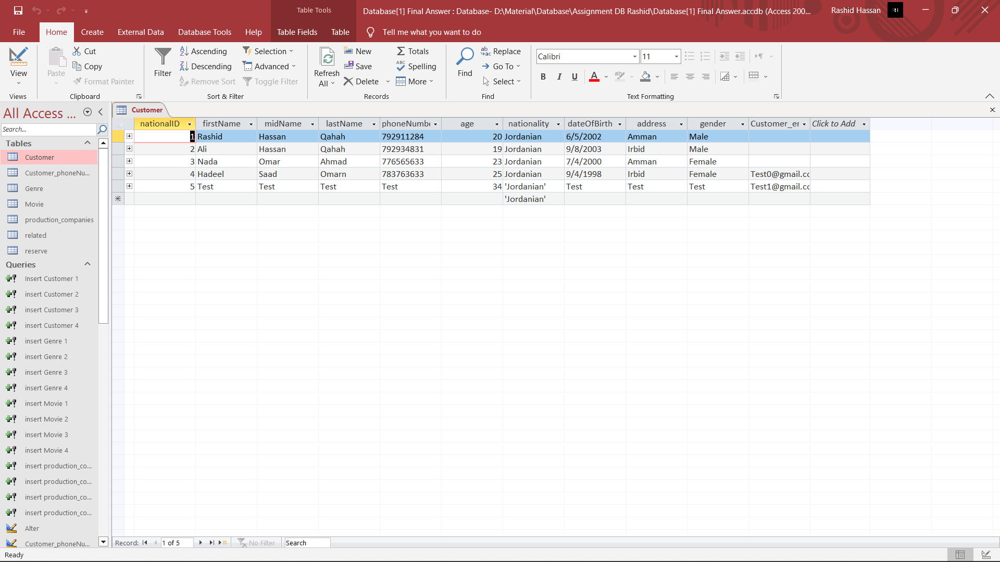 Table Tools
Database[1] Final Answer : Database- D:\Material\Database\Assignment DB Rashid\Database[1] Final Answer.accdb (Access 200...
Rashid Hassan
File Home Create External Data Database Tools Help Table Fields Table Tell me what you want to do
View
Views
Paste
Cut
Copy
Format Painter
Clipboard
Filter
Ascending
Descending
Remove Sort
Selection
Advanced
Toggle Filter
Sort & Filter
Refresh
All
New
Save
Delete
Totals
Spelling
More
Records
Find
Replace
Go To
Select
Find
Calibri 11
B I U A
Text Formatting
All Access ...
Search...
Tables
Customer
Customer_phoneNu...
Genre
Movie
production_companies
related
reserve
Queries
Insert Customer 1
insert Customer 2
insert Customer 3
insert Customer 4
insert Genre 1
insert Genre 2
insert Genre 3
insert Genre 4
insert Movie 1
insert Movie 2
insert Movie 3
insert Movie 4
insert production_co...
insert production_co...
insert production_co...
insert production_co...
Alter
Customer_phoneNu...
Customer
nationalID firstName midName lastName phoneNumbe age nationality dateOfBirth address gender Customer_er Click to Add
1 Rashid Hassan Qahah 792911284 20 Jordanian 6/5/2002 Amman Male
2 Ali Hassan Qahah 792934831 19 Jordanian 9/8/2003 Irbid Male
3 Nada Omar Ahmad 776565633 23 Jordanian 7/4/2000 Amman Female
4 Hadeel Saad Omarn 783763633 25 Jordanian 9/4/1998 Irbid Female Test0@gmail.cc
5 Test Test Test Test 34 'Jordanian' Test Test Test Test1@gmail.cc
'Jordanian'
Record: 1 of 5 No Filter Search
Ready